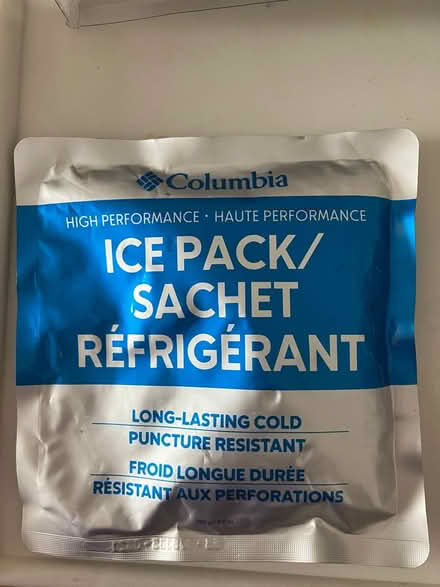 Columbia
HIGH PERFORMANCE · HAUTE PERFORMANCE
ICE PACK/
SACHET
RÉFRIGÉRANT
LONG-LASTING COLD
PUNCTURE RESISTANT
FROID LONGUE DURÉE
RÉSISTANT AUX PERFORATIONS